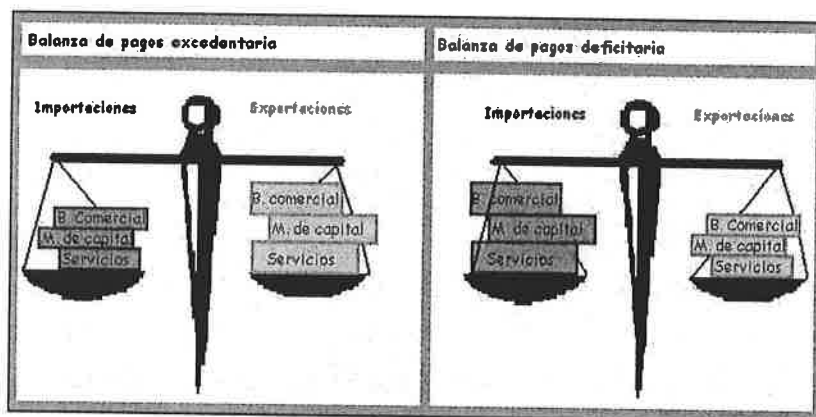 Balanza de pagos excedentaria
Importaciones
Exportaciones
B. Comercial
M. de capital
Servicios
B. comercial
M. de capital
Servicios
Balanza de pagos deficitaria
Importaciones
Exportaciones
B. comercial
M. de capital
Servicios
B. Comercial
M. de capital
Servicios